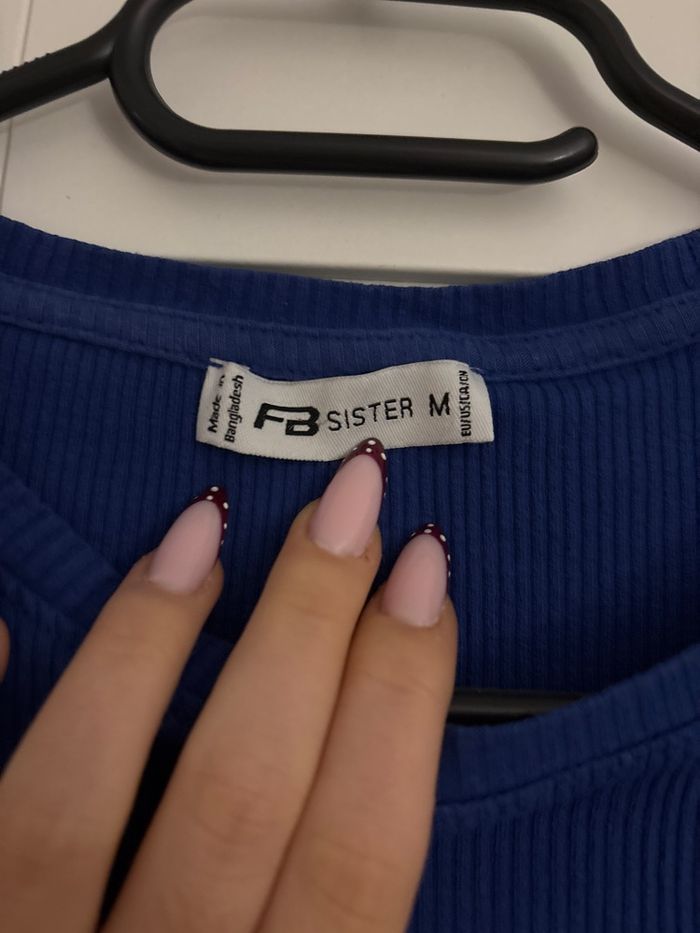 Made in
Bangladesh
FB SISTER M
EU/US/CA/CN